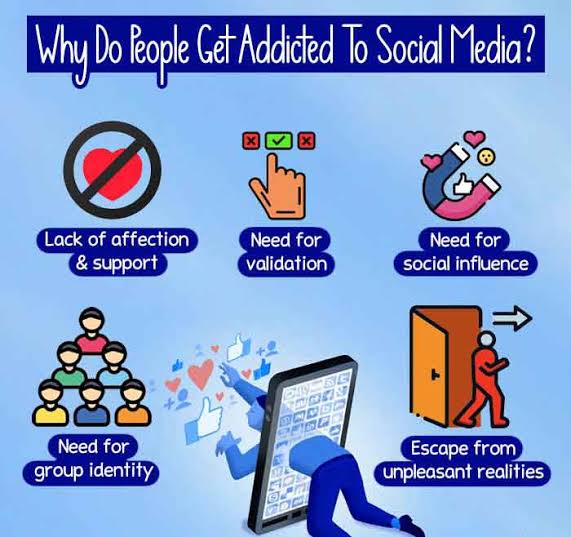 Why Do People Get Addicted To Social Media?
Lack of affection
& support
Need for
validation
Need for
social influence
Need for
group identity
Escape from
unpleasant realities